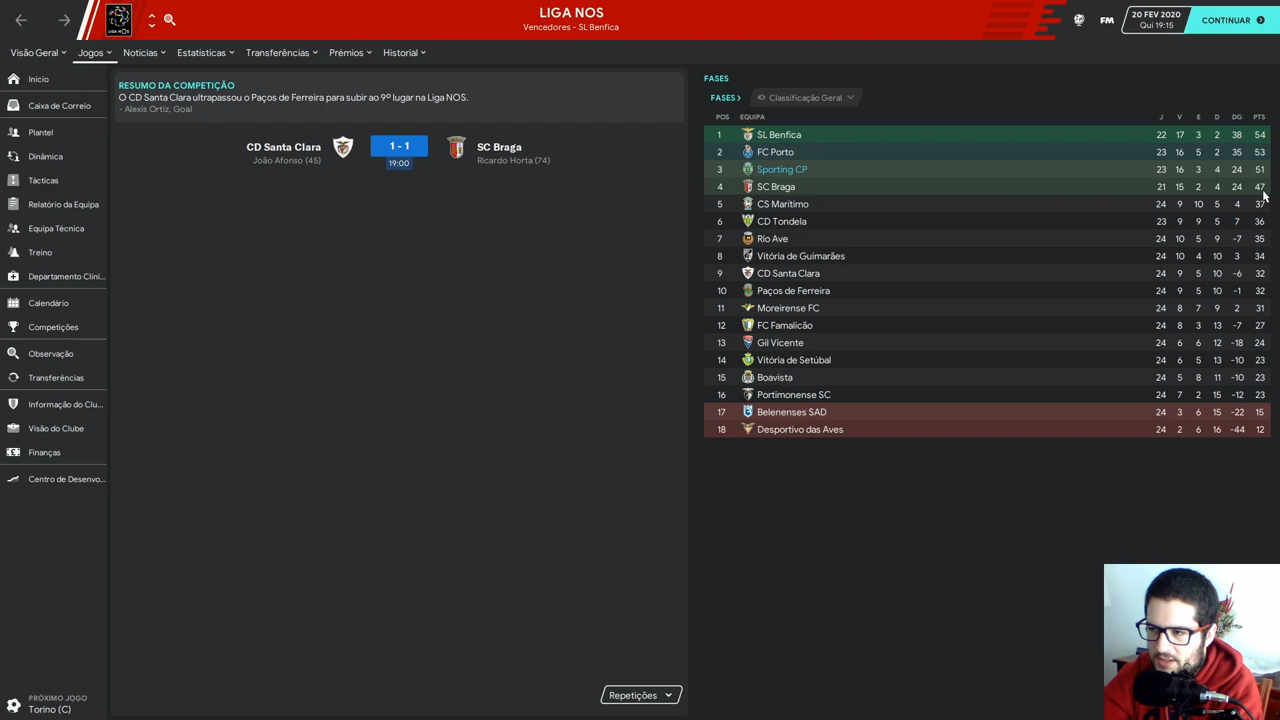 LIGA NOS
Vencedores - SL Benfica
20 FEV 2020
Qui 19:15
CONTINUAR
FM
Visão Geral
Jogos
Notícias
Estatísticas
Transferências
Prémios
Historial
Início
Caixa de Correio
Plantel
Dinâmica
Tácticas
Relatório da Equipa
Equipa Técnica
Treino
Departamento Clíni...
Calendário
Competições
Observação
Transferências
Informação do Clu...
Visão do Clube
Finanças
Centro de Desenvo...
PRÓXIMO JOGO
Torino (C)
RESUMO DA COMPETIÇÃO
O CD Santa Clara ultrapassou o Paços de Ferreira para subir ao 9º lugar na Liga NOS.
- Alexis Ortiz, Goal
CD Santa Clara 1 - 1 SC Braga
João Afonso (45) 19:00 Ricardo Horta (74)
Repetições
FASES
FASES > Classificação Geral
POS EQUIPA J V E D DG PTS
1 SL Benfica 22 17 3 2 38 54
2 FC Porto 23 16 5 2 35 53
3 Sporting CP 23 16 3 4 24 51
4 SC Braga 21 15 2 4 24 47
5 CS Marítimo 24 9 10 5 4 37
6 CD Tondela 23 9 9 5 7 36
7 Rio Ave 24 10 5 9 -7 35
8 Vitória de Guimarães 24 10 4 10 3 34
9 CD Santa Clara 24 9 5 10 -6 32
10 Paços de Ferreira 24 9 5 10 -1 32
11 Moreirense FC 24 8 7 9 2 31
12 FC Famalicão 24 8 3 13 -7 27
13 Gil Vicente 24 6 6 12 -18 24
14 Vitória de Setúbal 24 6 5 13 -10 23
15 Boavista 24 5 8 11 -10 23
16 Portimonense SC 24 7 2 15 -12 23
17 Belenenses SAD 24 3 6 15 -22 15
18 Desportivo das Aves 24 2 6 16 -44 12